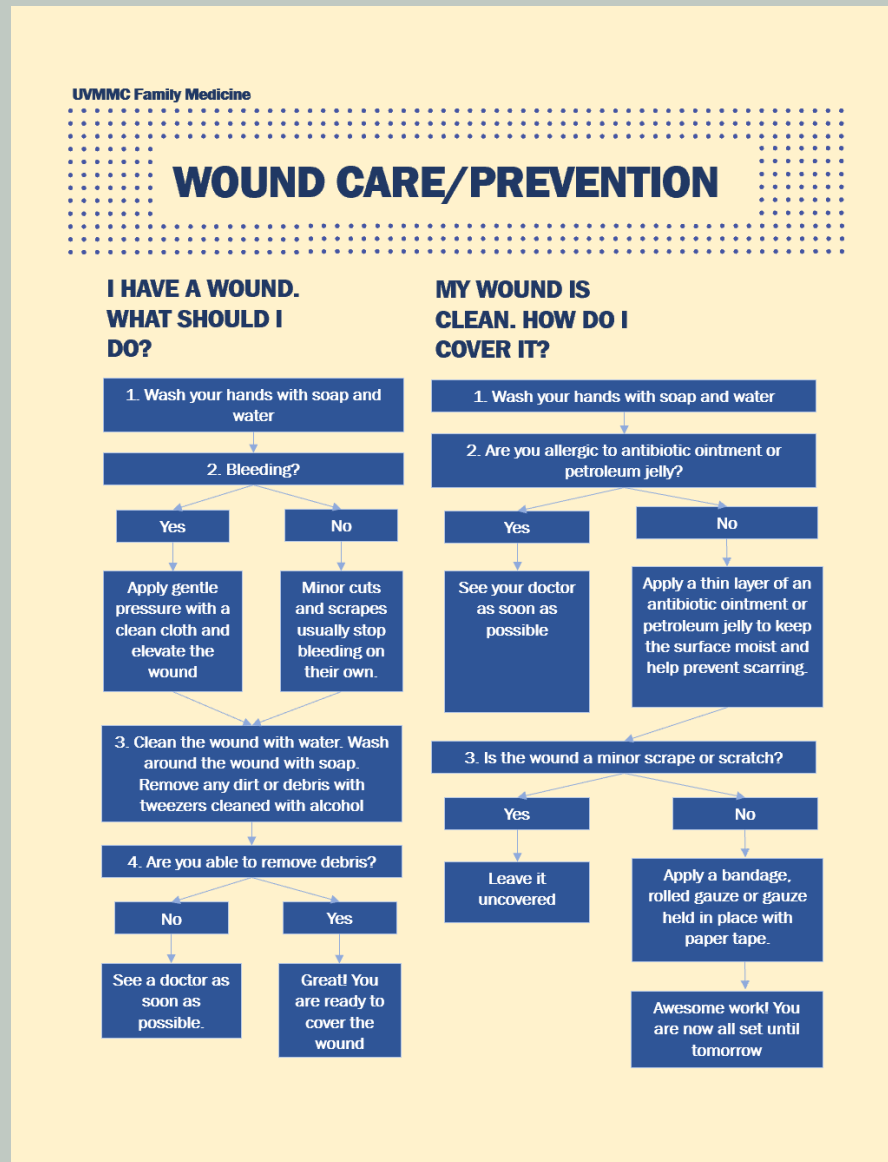 UVMMC Family Medicine
WOUND CARE/PREVENTION
I HAVE A WOUND.
WHAT SHOULD I
DO?
1. Wash your hands with soap and
water
2. Bleeding?
Yes
No
Apply gentle
pressure with a
clean cloth and
elevate the
wound
Minor cuts
and scrapes
usually stop
bleeding on
their own.
3. Clean the wound with water. Wash
around the wound with soap.
Remove any dirt or debris with
tweezers cleaned with alcohol
4. Are you able to remove debris?
No
Yes
See a doctor as
soon as
possible.
Great! You
are ready to
cover the
wound
MY WOUND IS
CLEAN. HOW DO I
COVER IT?
1. Wash your hands with soap and water
2. Are you allergic to antibiotic ointment or
petroleum jelly?
Yes
No
See your doctor
as soon as
possible
Apply a thin layer of an
antibiotic ointment or
petroleum jelly to keep
the surface moist and
help prevent scarring.
3. Is the wound a minor scrape or scratch?
Yes
No
Leave it
uncovered
Apply a bandage,
rolled gauze or gauze
held in place with
paper tape.
Awesome work! You
are now all set until
tomorrow